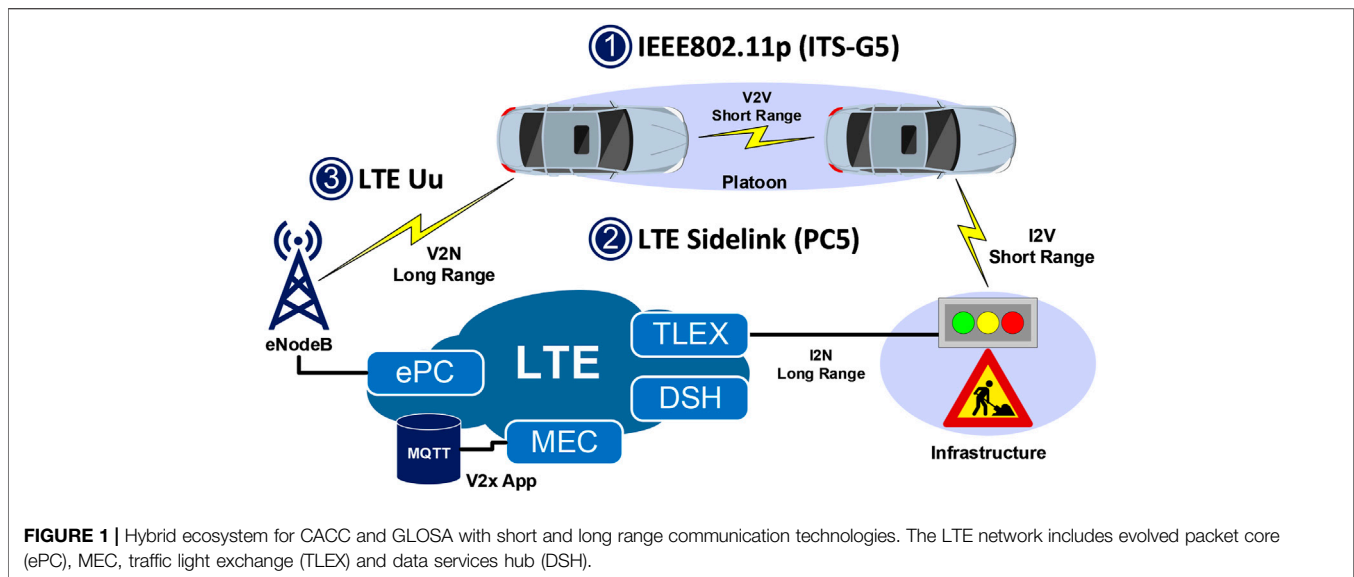 1 IEEE802.11p (ITS-G5)
V2V
Short Range
Platoon
3 LTE Uu
2 LTE Sidelink (PC5)
V2N
Long Range
I2V
Short Range
eNodeB
ePC
LTE
TLEX
DSH
MEC
MQTT
V2x App
I2N
Long Range
Infrastructure
FIGURE 1 | Hybrid ecosystem for CACC and GLOSA with short and long range communication technologies. The LTE network includes evolved packet core
(ePC), MEC, traffic light exchange (TLEX) and data services hub (DSH).